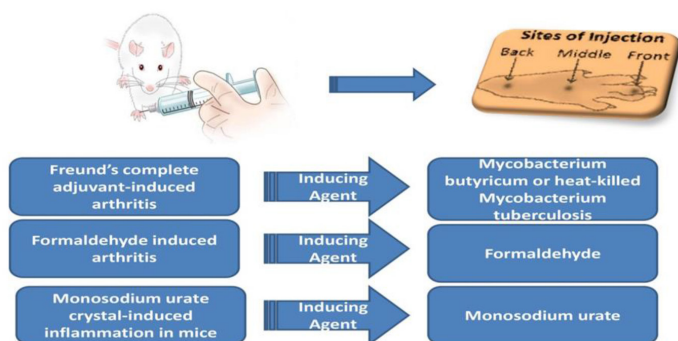 Sites of Injection
Back Middle Front
Freund's complete
adjuvant-induced
arthritis
Inducing
Agent
Mycobacterium
butyricum or heat-killed
Mycobacterium
tuberculosis
Formaldehyde induced
arthritis
Inducing
Agent
Formaldehyde
Monosodium urate
crystal-induced
inflammation in mice
Inducing
Agent
Monosodium urate